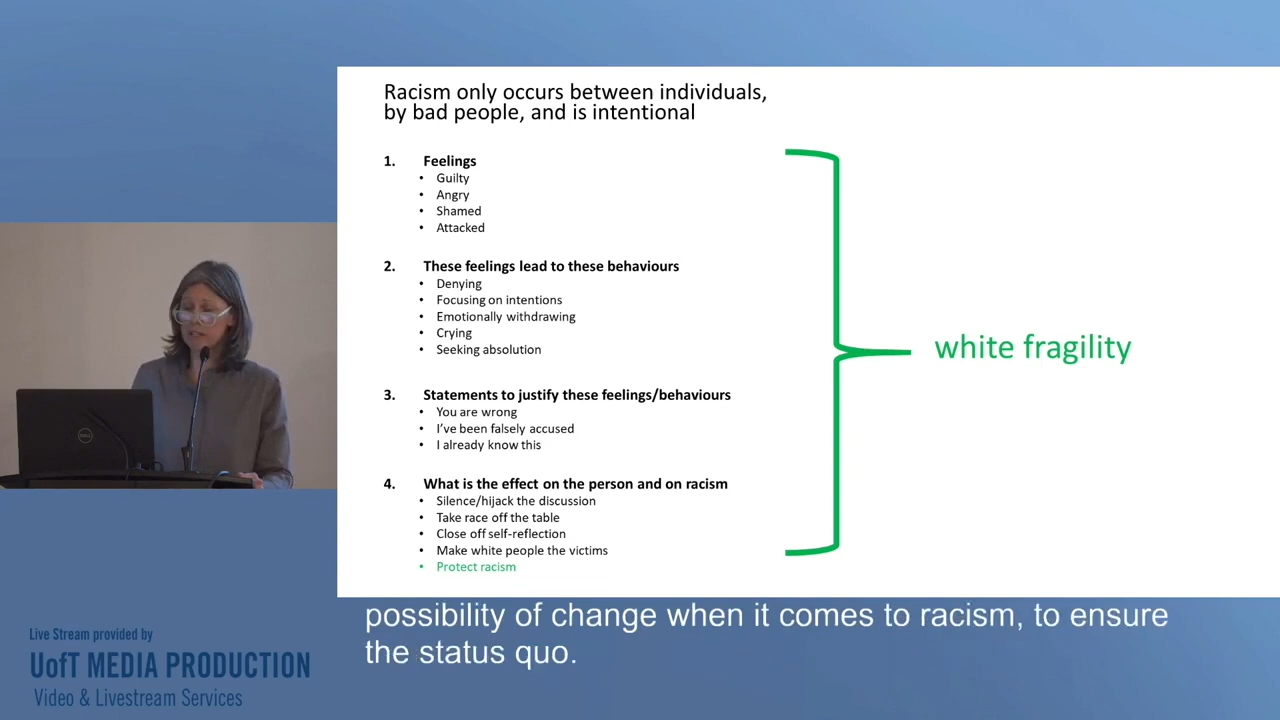 Racism only occurs between individuals,
by bad people, and is intentional
1. Feelings
• Guilty
• Angry
• Shamed
• Attacked
2. These feelings lead to these behaviours
• Denying
• Focusing on intentions
• Emotionally withdrawing
• Crying
• Seeking absolution
3. Statements to justify these feelings/behaviours
• You are wrong
• I've been falsely accused
• I already know this
4. What is the effect on the person and on racism
• Silence/hijack the discussion
• Take race off the table
• Close off self-reflection
• Make white people the victims
• Protect racism
white fragility
DELL
possibility of change when it comes to racism, to ensure
the status quo.
Live Stream provided by
UofT MEDIA PRODUCTION
Video & Livestream Services